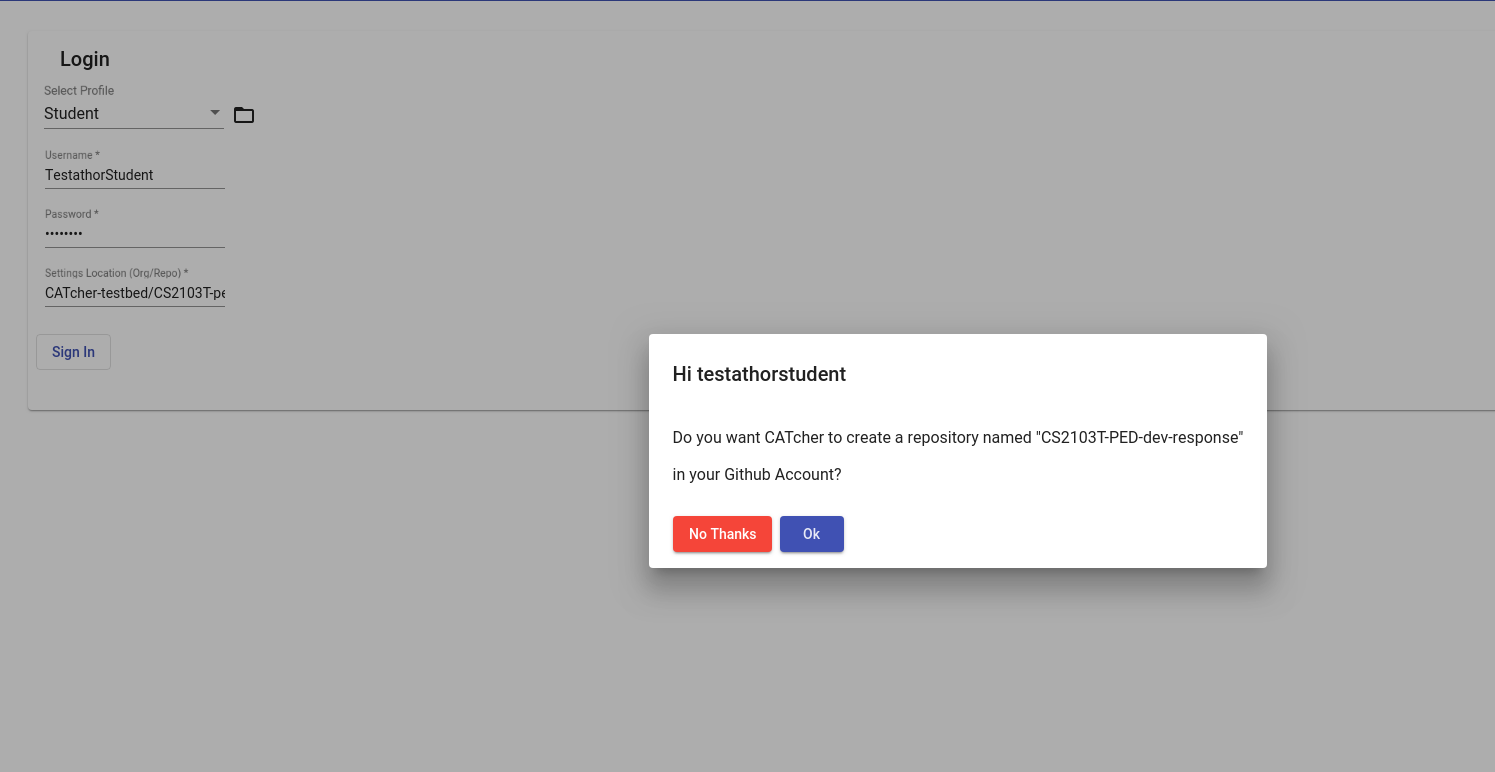 Login
Select Profile
Student
Username *
TestathorStudent
Password *
••••••••
Settings Location (Org/Repo) *
CATcher-testbed/CS2103T-pe
Sign In
Hi testathorstudent
Do you want CATcher to create a repository named "CS2103T-PED-dev-response"
in your Github Account?
No Thanks
Ok